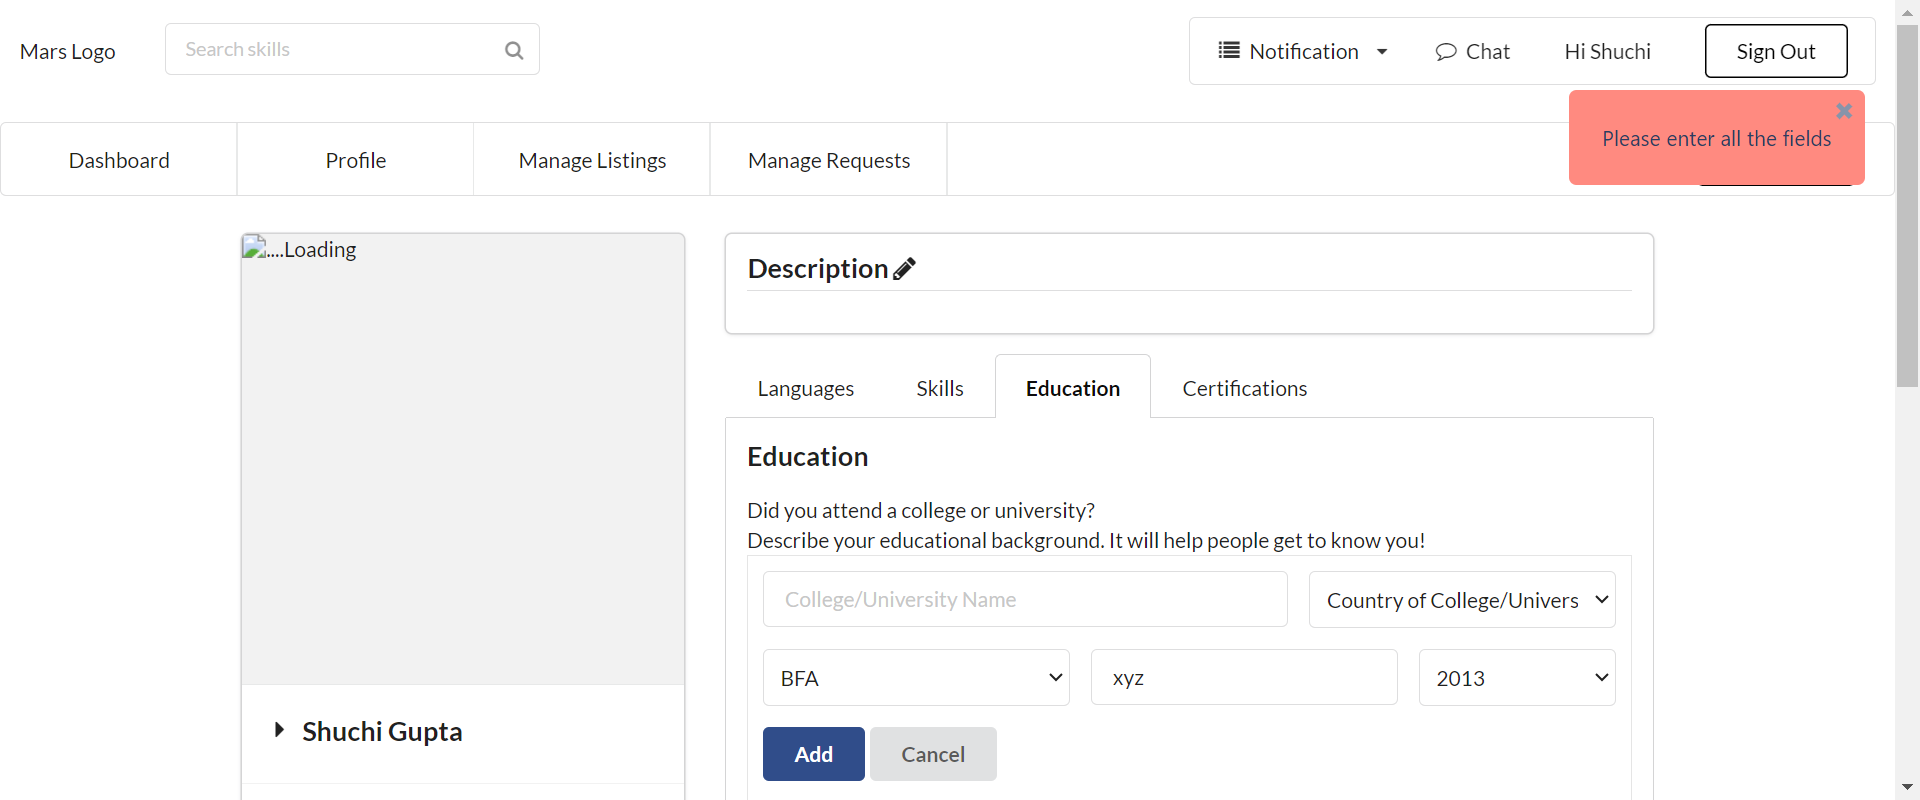 Mars Logo
Search skills
Notification
Chat
Hi Shuchi
Sign Out
Please enter all the fields
Dashboard
Profile
Manage Listings
Manage Requests
....Loading
Description
Languages
Skills
Education
Certifications
Education
Did you attend a college or university?
Describe your educational background. It will help people get to know you!
College/University Name
Country of College/Univers
BFA
xyz
2013
Add
Cancel
Shuchi Gupta